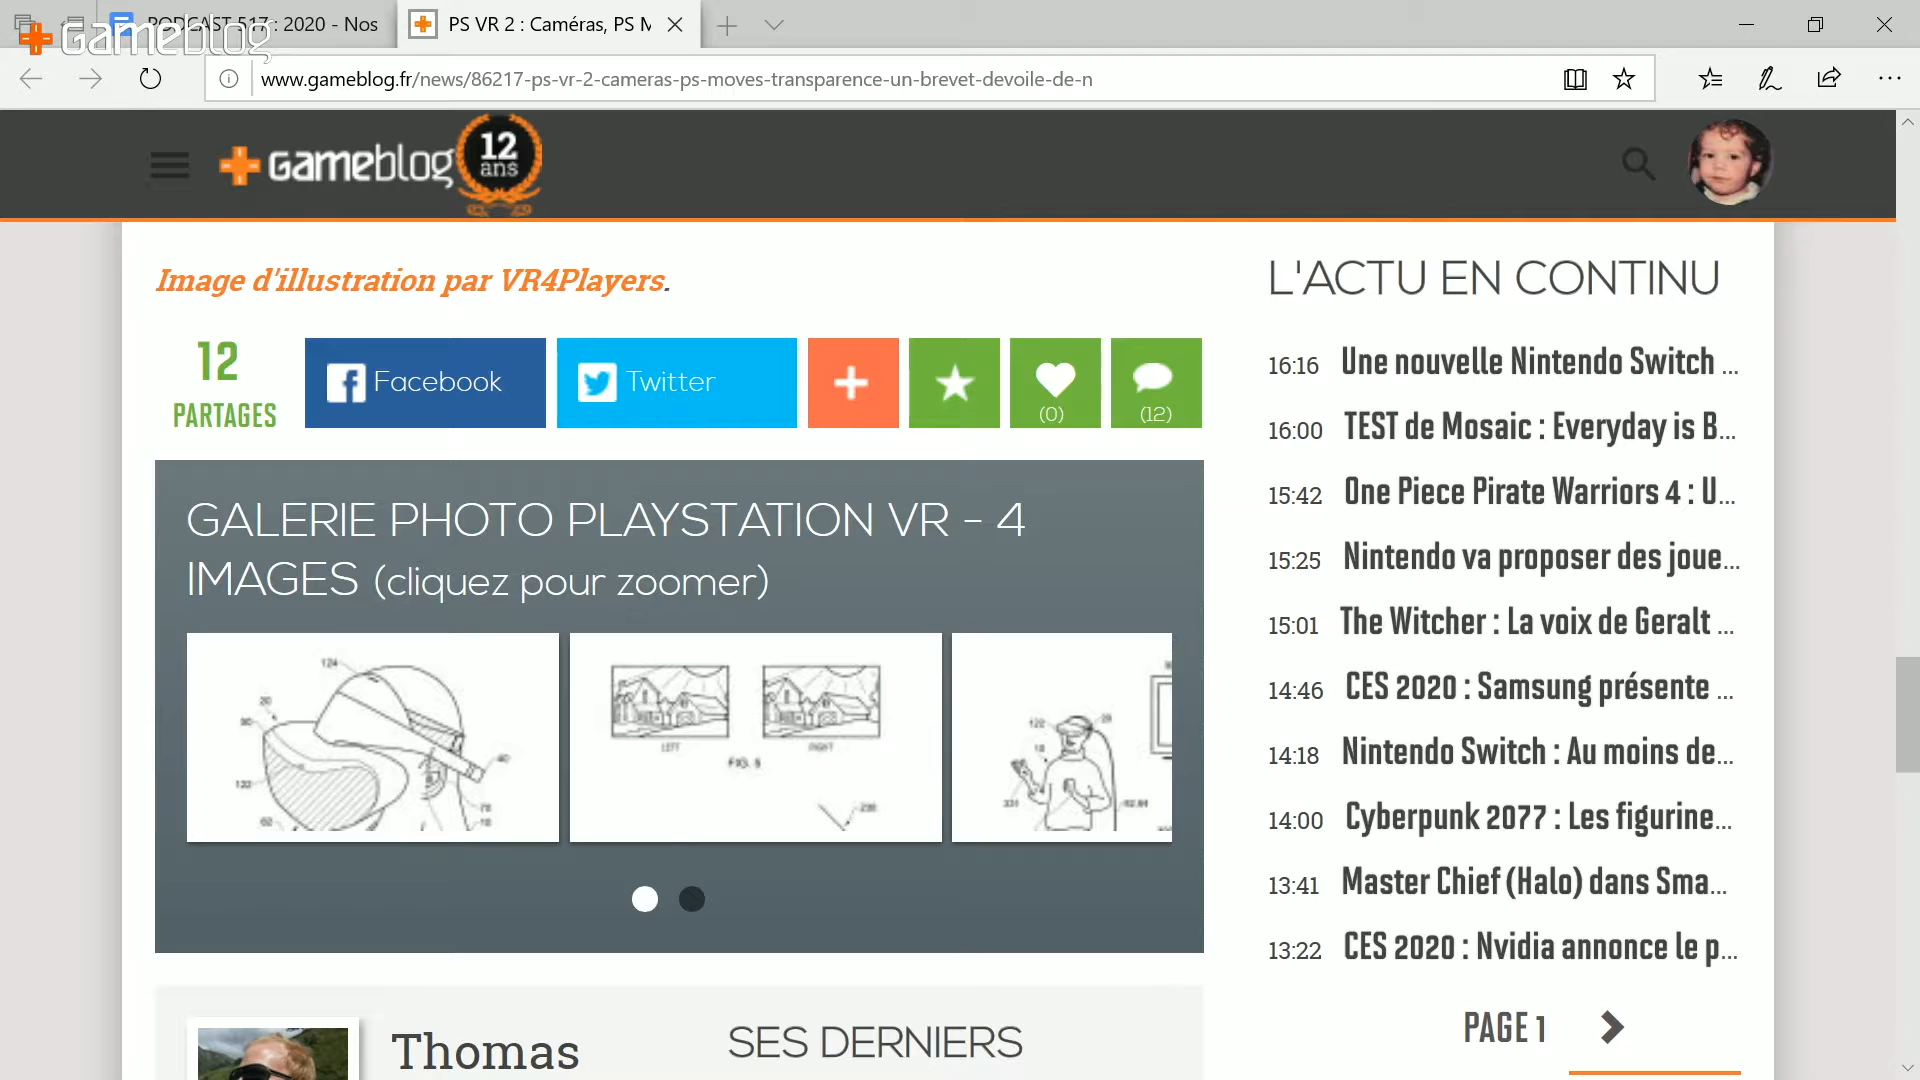 PODCAST 517 : 2020 - Nos
PS VR 2 : Caméras, PS M
gameblog
www.gameblog.fr/news/86217-ps-vr-2-cameras-ps-moves-transparence-un-brevet-devoile-de-n
gameblog
12
ans
Image d'illustration par VR4Players.
12
PARTAGES
Facebook
Twitter
(0)
(12)
GALERIE PHOTO PLAYSTATION VR - 4
IMAGES (cliquez pour zoomer)
124
LEFT
RIGHT
FIG. 5
Thomas
SES DERNIERS
L'ACTU EN CONTINU
16:16 Une nouvelle Nintendo Switch ...
16:00 TEST de Mosaic : Everyday is B...
15:42 One Piece Pirate Warriors 4 : U...
15:25 Nintendo va proposer des joue...
15:01 The Witcher : La voix de Geralt ...
14:46 CES 2020 : Samsung présente ...
14:18 Nintendo Switch : Au moins de...
14:00 Cyberpunk 2077 : Les figurine...
13:41 Master Chief (Halo) dans Sma...
13:22 CES 2020 : Nvidia annonce le p...
PAGE 1